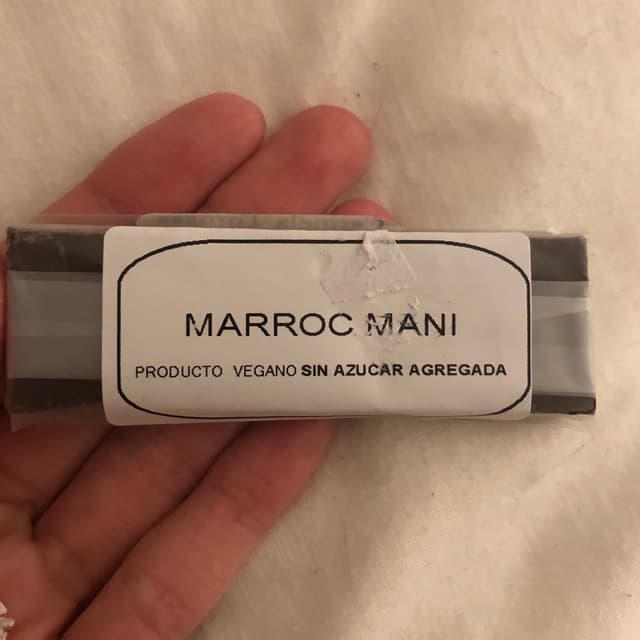 MARROC MANI
PRODUCTO VEGANO SIN AZUCAR AGREGADA